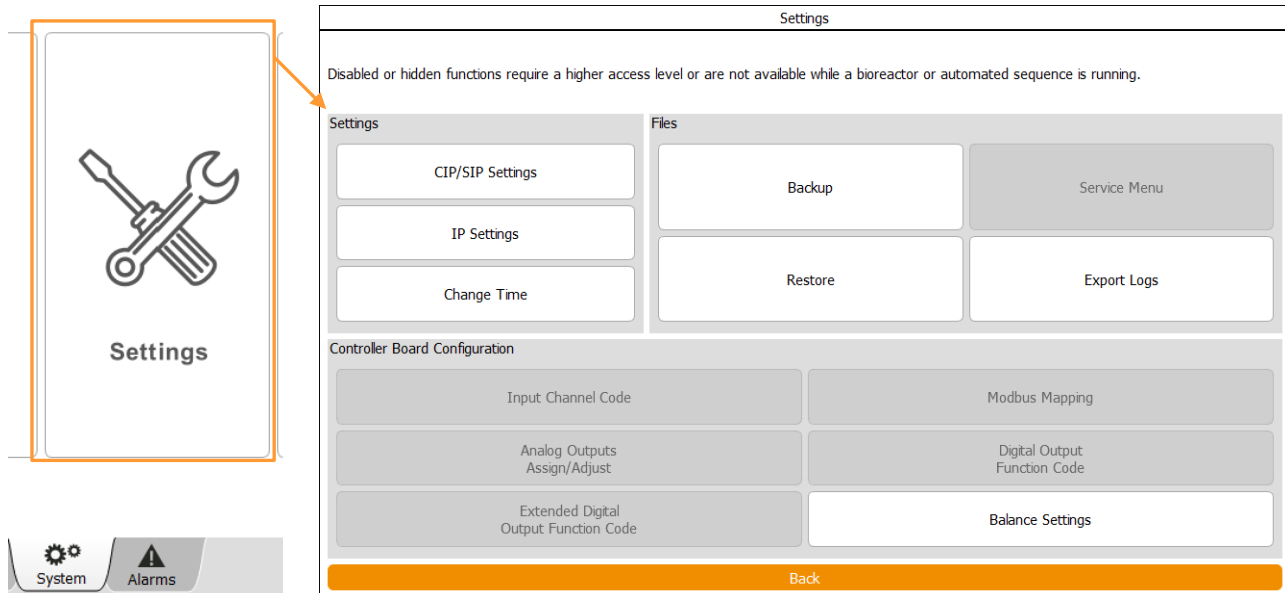 Settings
System
Alarms
Settings
Disabled or hidden functions require a higher access level or are not available while a bioreactor or automated sequence is running.
Settings
CIP/SIP Settings
IP Settings
Change Time
Files
Backup
Service Menu
Restore
Export Logs
Controller Board Configuration
Input Channel Code
Modbus Mapping
Analog Outputs
Assign/Adjust
Digital Output
Function Code
Extended Digital
Output Function Code
Balance Settings
Back